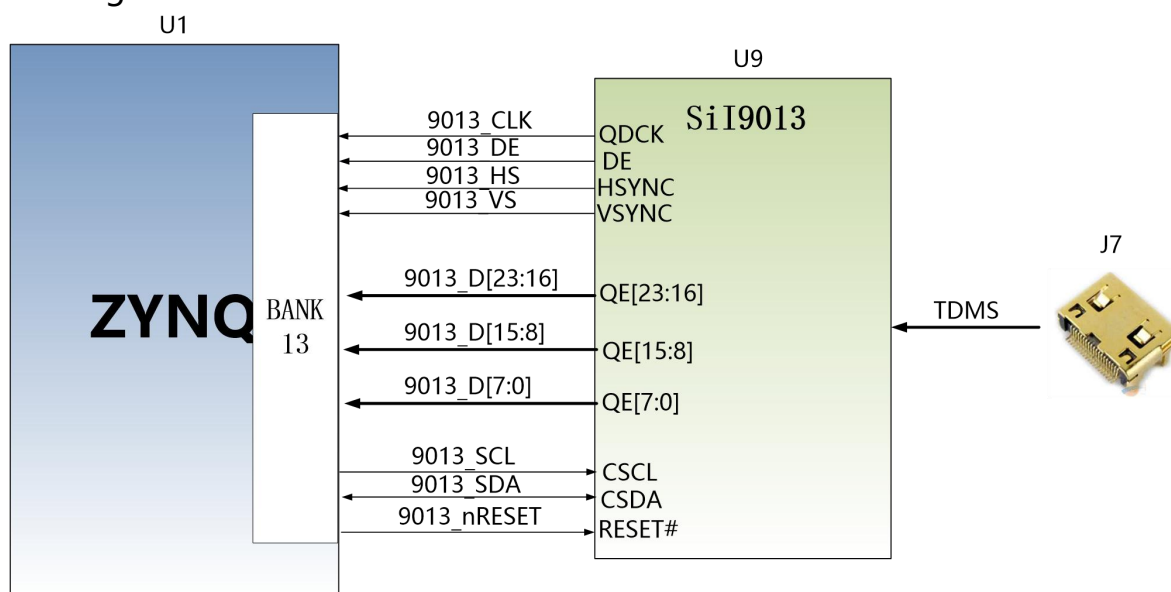 U1
U9
SiI9013
9013_CLK
QDCK
9013_DE
DE
9013_HS
HSYNC
9013_VS
VSYNC
J7
9013_D[23:16]
QE[23:16]
ZYNQ
BANK
13
TDMS
9013_D[15:8]
QE[15:8]
9013_D[7:0]
QE[7:0]
9013_SCL
CSCL
9013_SDA
CSDA
9013_nRESET
RESET#